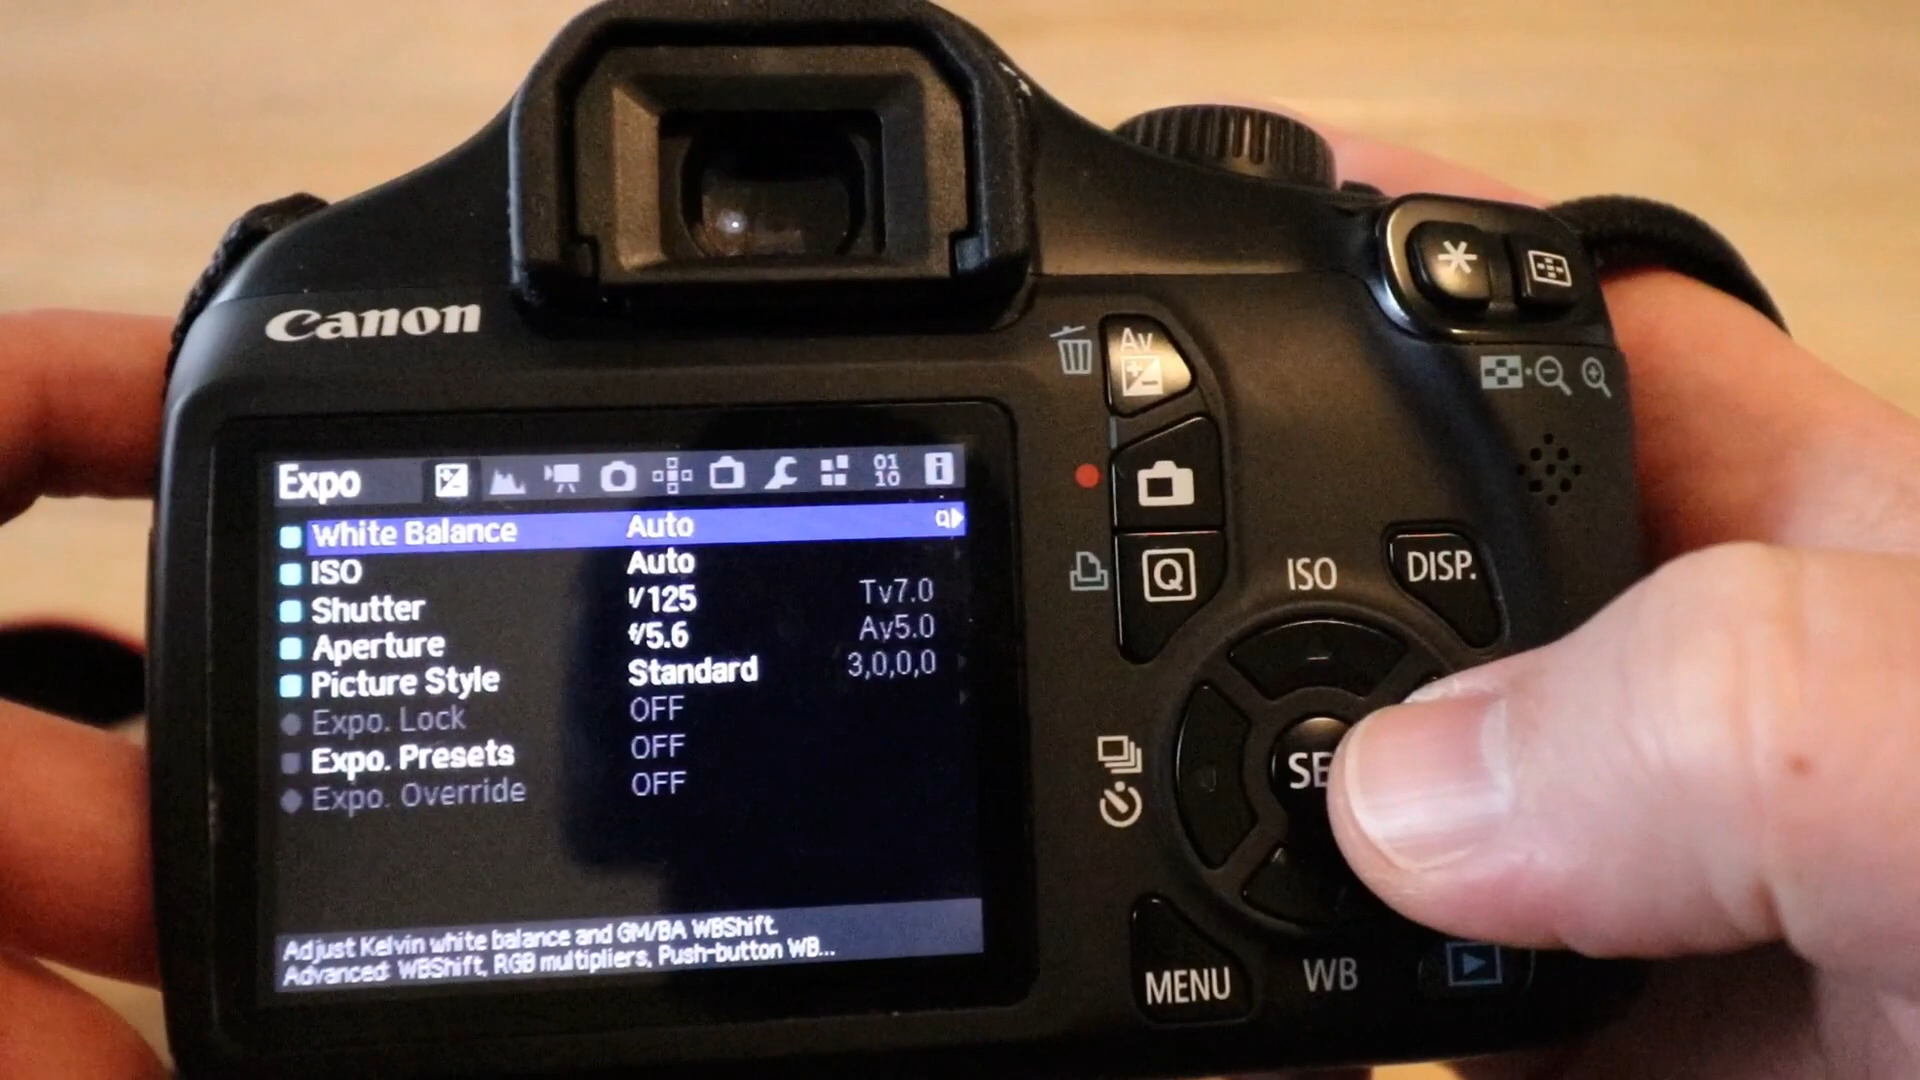 Canon
Av
Expo 01 10 i
White Balance Auto Q
ISO Auto
Shutter 1/125 Tv7.0
Aperture f/5.6 Av5.0
Picture Style Standard 3,0,0,0
Expo. Lock OFF
Expo. Presets OFF
Expo. Override OFF
Adjust Kelvin white balance and GM/BA WBShift.
Advanced: WBShift, RGB multipliers, Push-button WB...
Q
ISO
DISP.
SE
MENU
WB